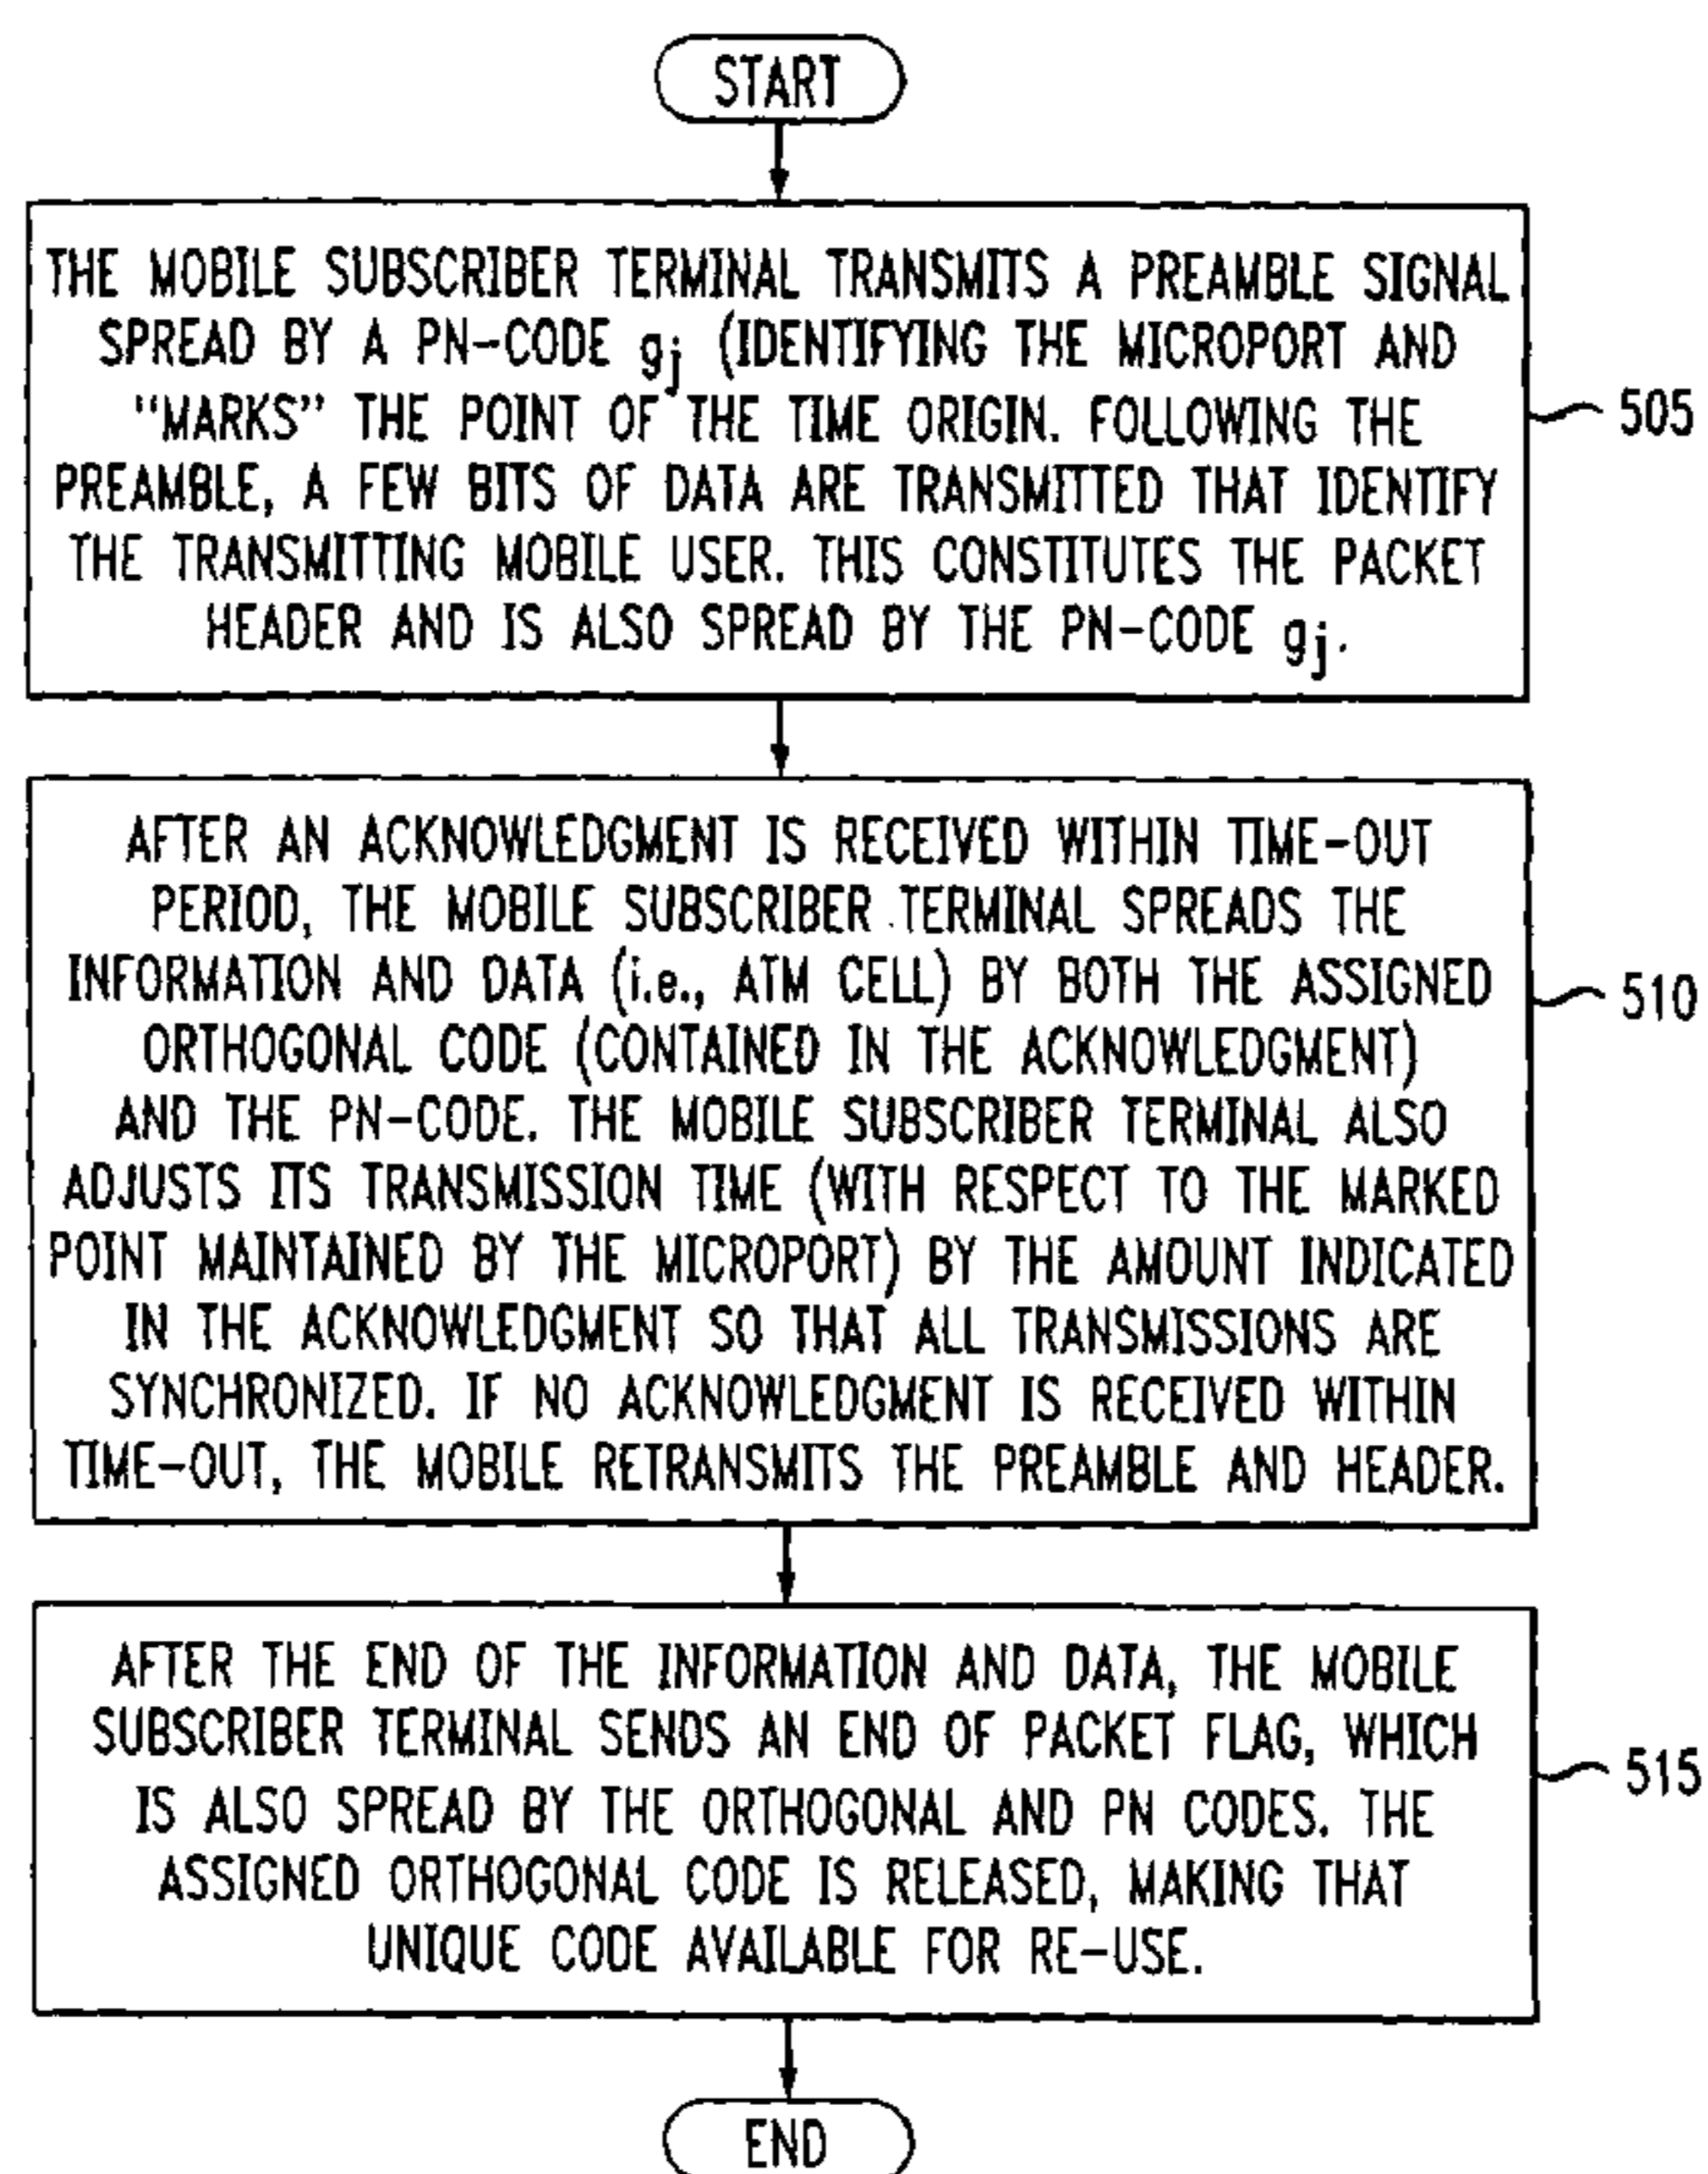 START
THE MOBILE SUBSCRIBER TERMINAL TRANSMITS A PREAMBLE SIGNAL
SPREAD BY A PN-CODE gj (IDENTIFYING THE MICROPORT AND
"MARKS" THE POINT OF THE TIME ORIGIN. FOLLOWING THE
PREAMBLE, A FEW BITS OF DATA ARE TRANSMITTED THAT IDENTIFY
THE TRANSMITTING MOBILE USER. THIS CONSTITUTES THE PACKET
HEADER AND IS ALSO SPREAD BY THE PN-CODE gj.
505
AFTER AN ACKNOWLEDGMENT IS RECEIVED WITHIN TIME-OUT
PERIOD, THE MOBILE SUBSCRIBER TERMINAL SPREADS THE
INFORMATION AND DATA (i.e., ATM CELL) BY BOTH THE ASSIGNED
ORTHOGONAL CODE (CONTAINED IN THE ACKNOWLEDGMENT)
AND THE PN-CODE. THE MOBILE SUBSCRIBER TERMINAL ALSO
ADJUSTS ITS TRANSMISSION TIME (WITH RESPECT TO THE MARKED
POINT MAINTAINED BY THE MICROPORT) BY THE AMOUNT INDICATED
IN THE ACKNOWLEDGMENT SO THAT ALL TRANSMISSIONS ARE
SYNCHRONIZED. IF NO ACKNOWLEDGMENT IS RECEIVED WITHIN
TIME-OUT, THE MOBILE RETRANSMITS THE PREAMBLE AND HEADER.
510
AFTER THE END OF THE INFORMATION AND DATA, THE MOBILE
SUBSCRIBER TERMINAL SENDS AN END OF PACKET FLAG, WHICH
IS ALSO SPREAD BY THE ORTHOGONAL AND PN CODES. THE
ASSIGNED ORTHOGONAL CODE IS RELEASED, MAKING THAT
UNIQUE CODE AVAILABLE FOR RE-USE.
515
END